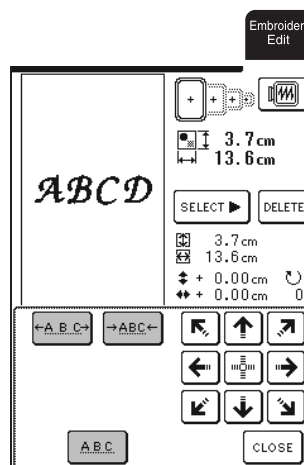 Embroidery
Edit
3.7cm
13.6cm
ABCD
SELECT
DELETE
3.7cm
13.6cm
+ 0.00cm
+ 0.00cm 0
←A B C→
→ABC←
ABC
CLOSE